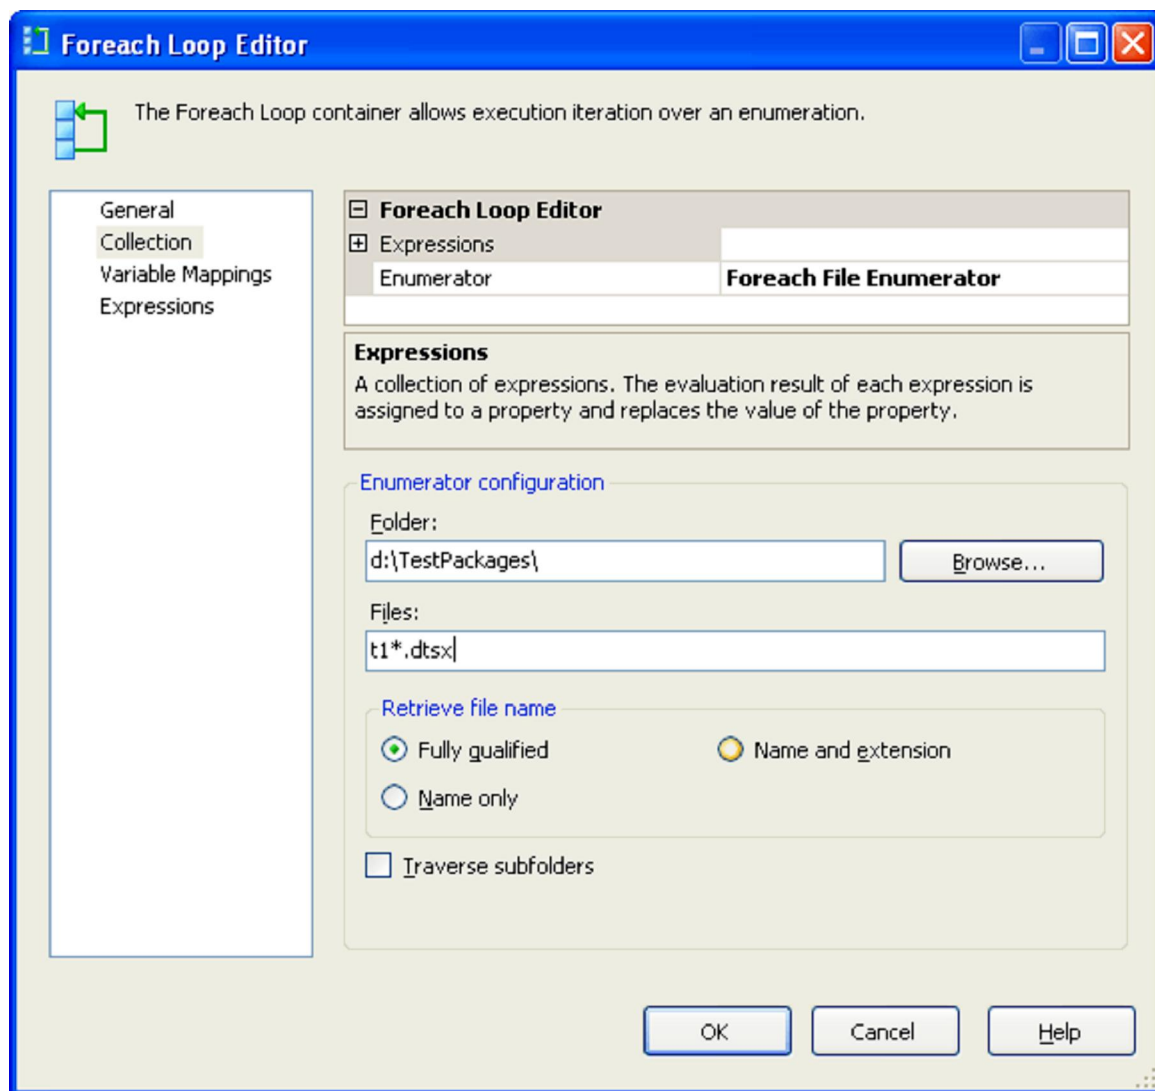 Foreach Loop Editor
The Foreach Loop container allows execution iteration over an enumeration.
General
Collection
Variable Mappings
Expressions
Foreach Loop Editor
Expressions
Enumerator Foreach File Enumerator
Expressions
A collection of expressions. The evaluation result of each expression is
assigned to a property and replaces the value of the property.
Enumerator configuration
Folder:
d:\TestPackages\
Browse...
Files:
t1*.dtsx
Retrieve file name
Fully qualified
Name and extension
Name only
Traverse subfolders
OK
Cancel
Help